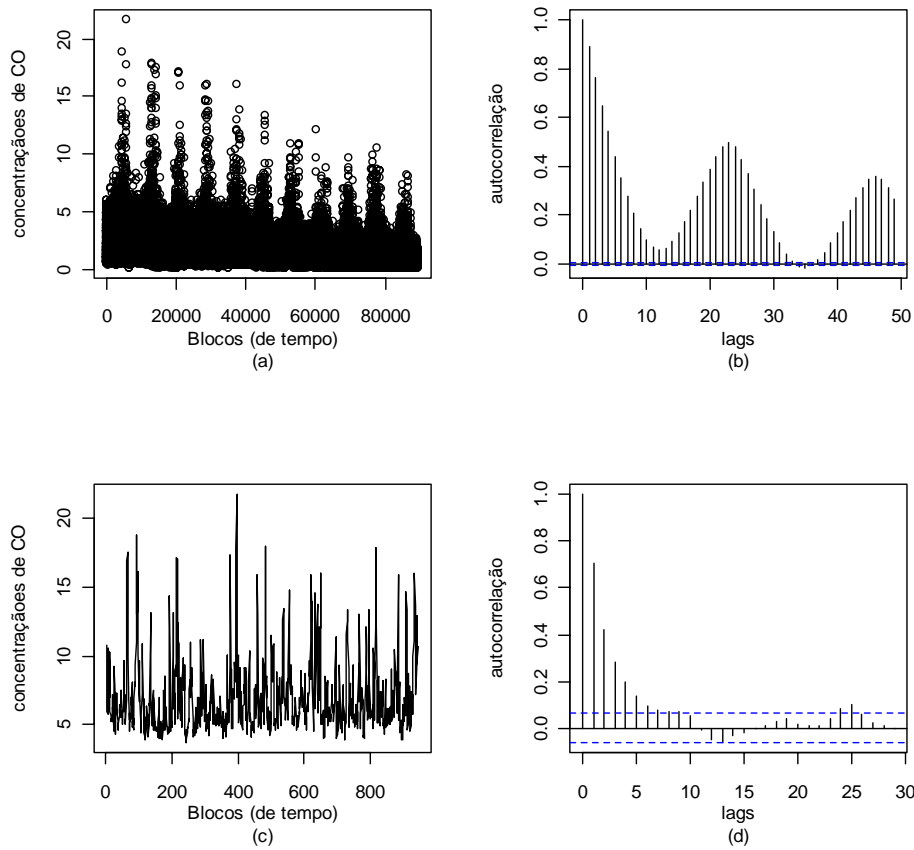 concentraçãoes de CO
0 5 10 15 20
0 20000 40000 60000 80000
Blocos (de tempo)
(a)
autocorrelação
0.0 0.2 0.4 0.6 0.8 1.0
0 10 20 30 40 50
lags
(b)
concentraçãoes de CO
5 10 15 20
0 200 400 600 800
Blocos (de tempo)
(c)
autocorrelação
0.0 0.2 0.4 0.6 0.8 1.0
0 5 10 15 20 25 30
lags
(d)